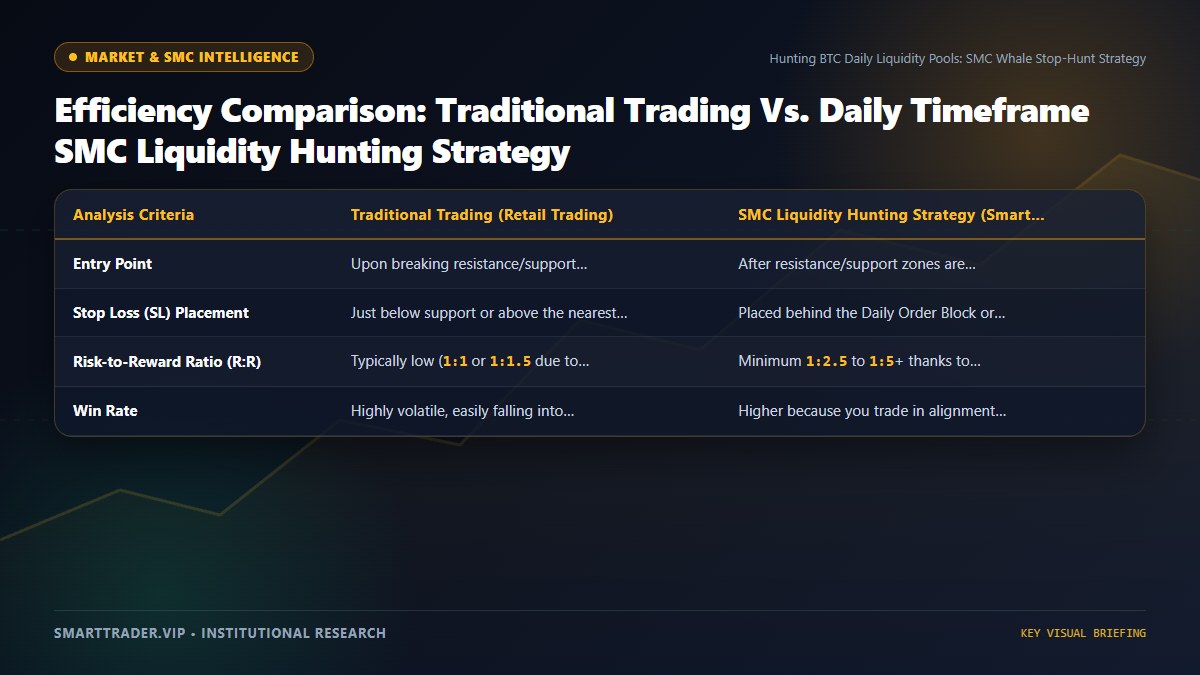 MARKET & SMC INTELLIGENCE
Hunting BTC Daily Liquidity Pools: SMC Whale Stop-Hunt Strategy
Efficiency Comparison: Traditional Trading Vs. Daily Timeframe
SMC Liquidity Hunting Strategy
Analysis Criteria Traditional Trading (Retail Trading) SMC Liquidity Hunting Strategy (Smart...
Entry Point Upon breaking resistance/support... After resistance/support zones are...
Stop Loss (SL) Placement Just below support or above the nearest... Placed behind the Daily Order Block or...
Risk-to-Reward Ratio (R:R) Typically low (1:1 or 1:1.5 due to... Minimum 1:2.5 to 1:5+ thanks to...
Win Rate Highly volatile, easily falling into... Higher because you trade in alignment...
SMARTTRADER.VIP • INSTITUTIONAL RESEARCH
KEY VISUAL BRIEFING